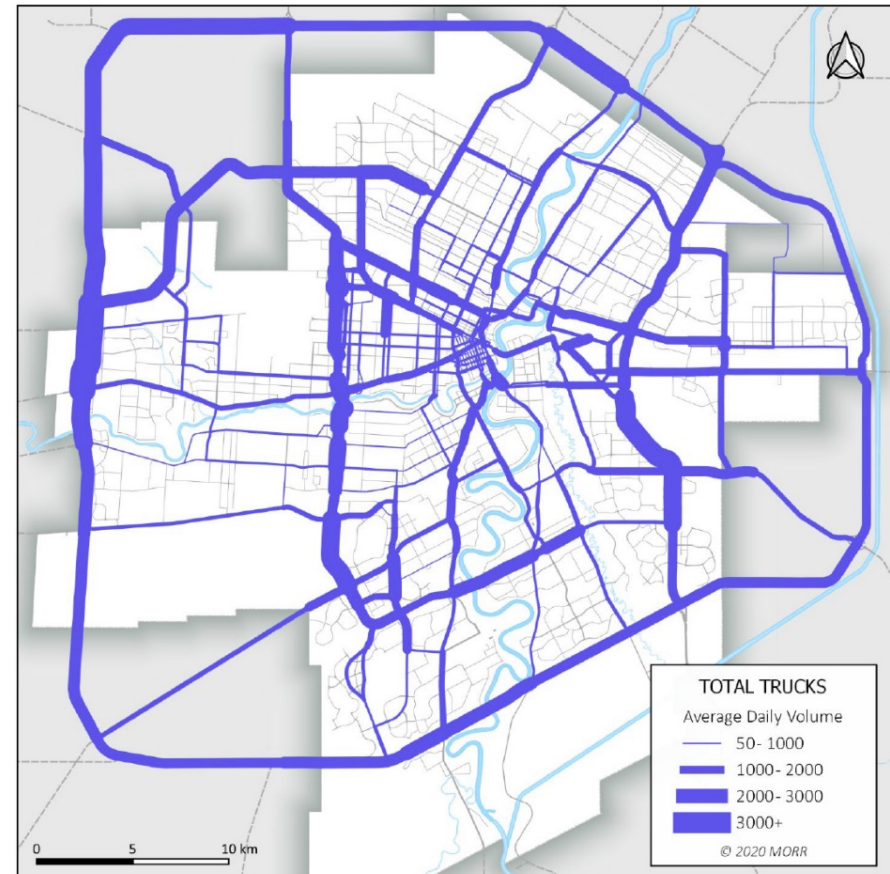 TOTAL TRUCKS
Average Daily Volume
50- 1000
1000 - 2000
2000 - 3000
3000+
© 2020 MORR
0 5 10 km